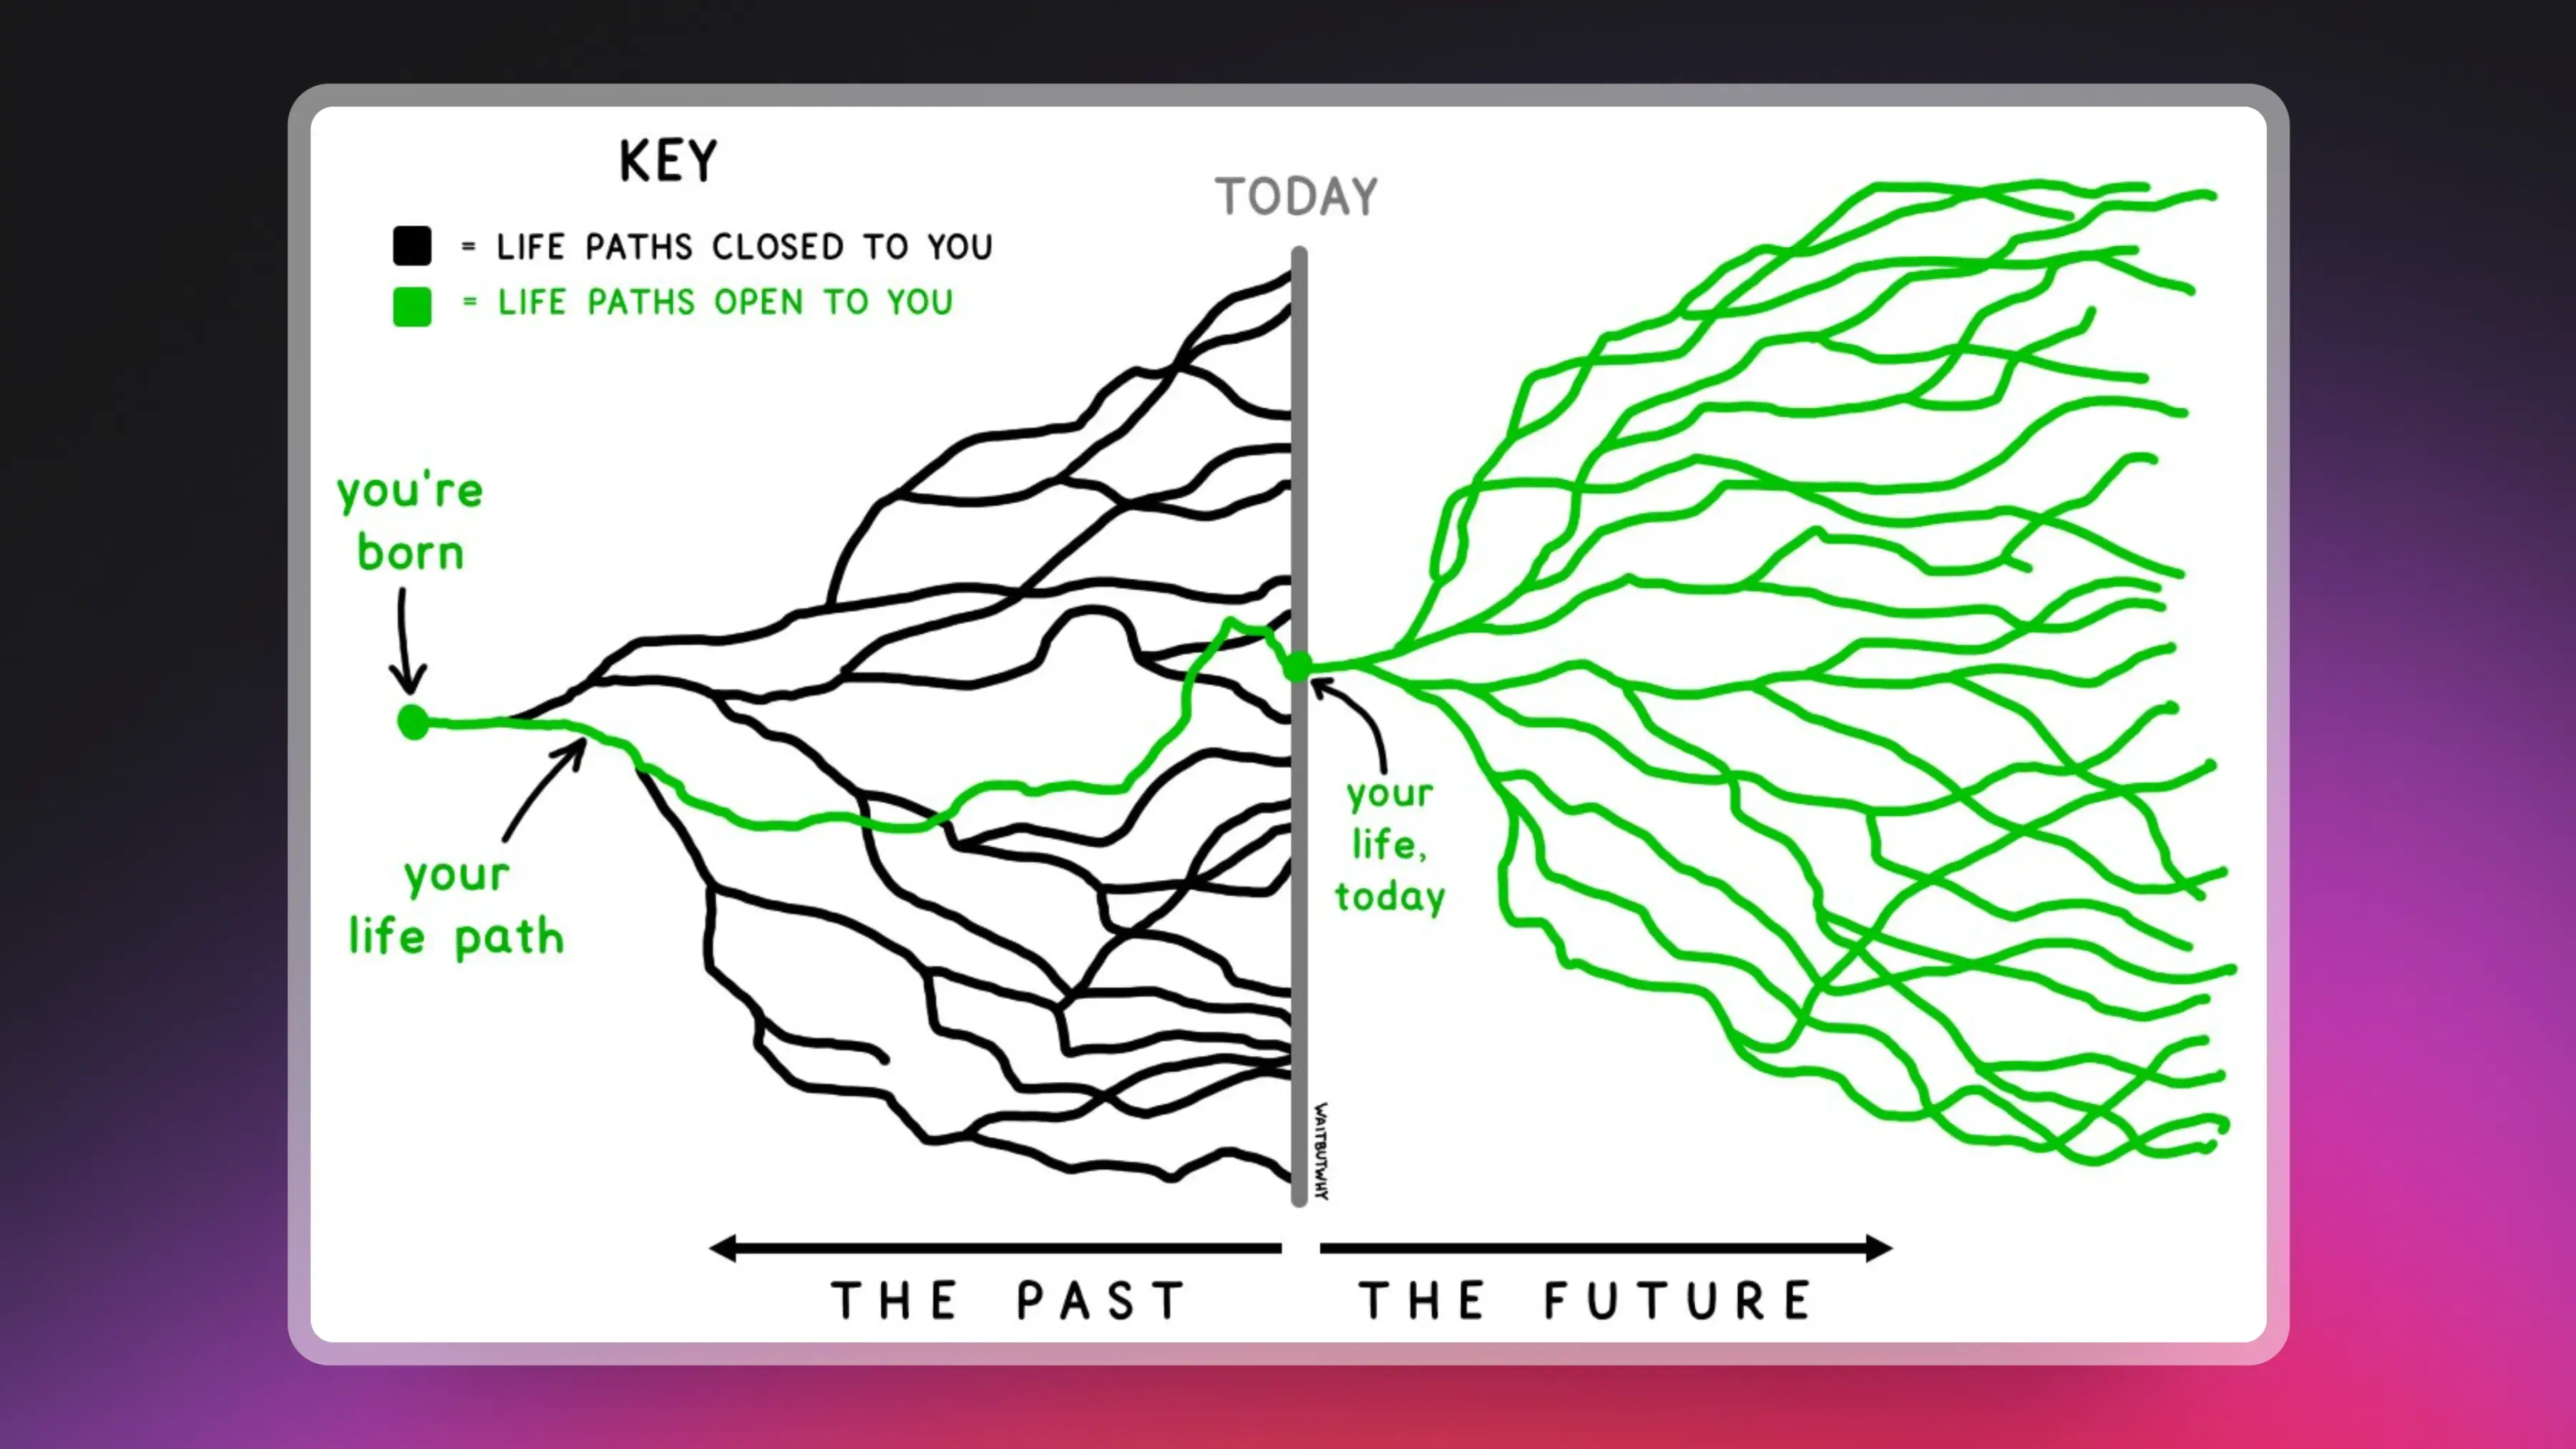 KEY
= LIFE PATHS CLOSED TO YOU
= LIFE PATHS OPEN TO YOU
TODAY
you're
born
your
life path
your
life,
today
WAITBUTWHY
THE PAST
THE FUTURE